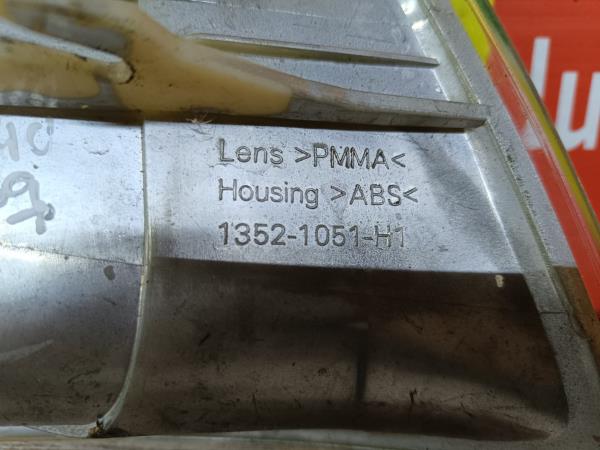 Lens >PMMA<
Housing >ABS<
1352-1051-H1